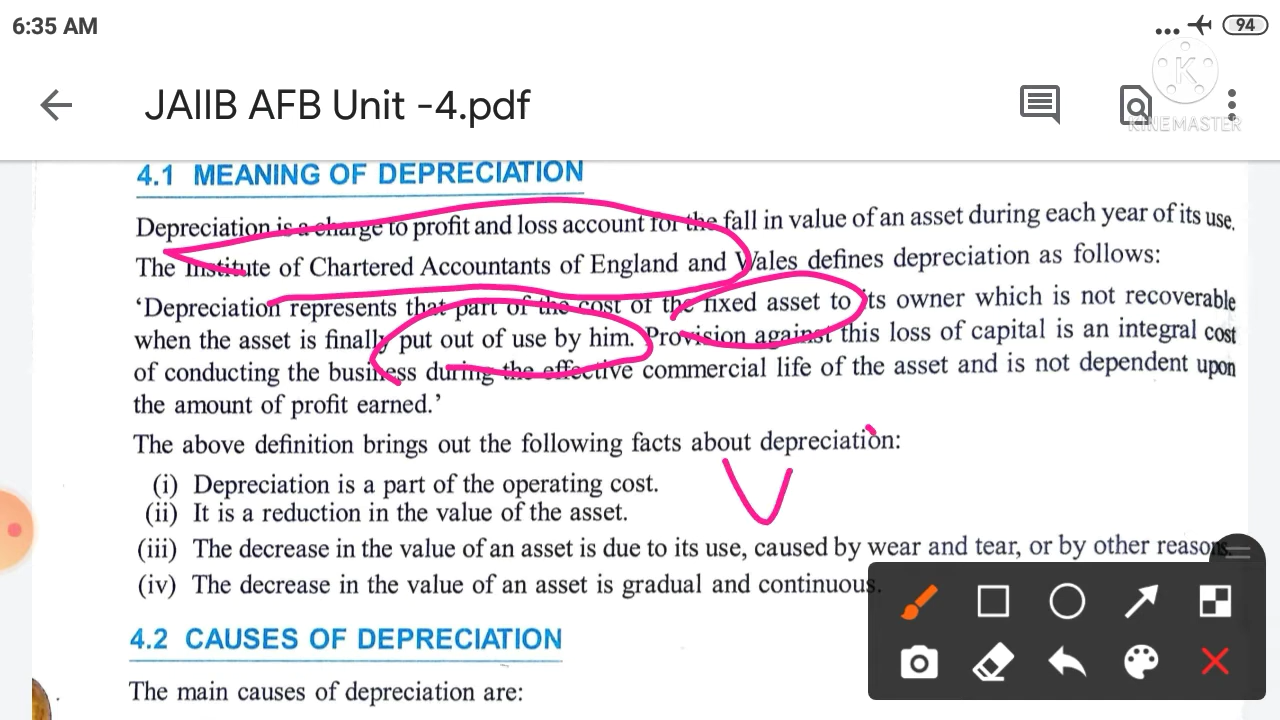 6:35 AM
94
JAIIB AFB Unit -4.pdf
K
KINEMASTER
4.1 MEANING OF DEPRECIATION
Depreciation is a charge to profit and loss account for the fall in value of an asset during each year of its use.
The Institute of Chartered Accountants of England and Wales defines depreciation as follows:
‘Depreciation represents that part of the cost of the fixed asset to its owner which is not recoverable
when the asset is finally put out of use by him. Provision against this loss of capital is an integral cost
of conducting the business during the effective commercial life of the asset and is not dependent upon
the amount of profit earned.’
The above definition brings out the following facts about depreciation:
(i) Depreciation is a part of the operating cost.
(ii) It is a reduction in the value of the asset.
(iii) The decrease in the value of an asset is due to its use, caused by wear and tear, or by other reasons.
(iv) The decrease in the value of an asset is gradual and continuous.
4.2 CAUSES OF DEPRECIATION
The main causes of depreciation are: